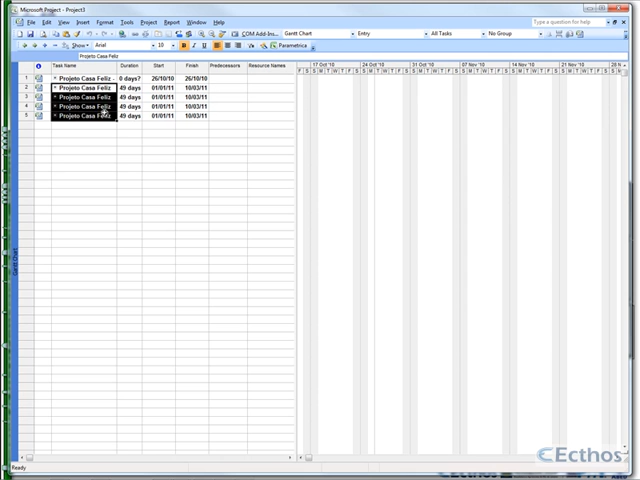 Microsoft Project - Project3
File Edit View Insert Format Tools Project Report Window Help
Type a question for help
Show Arial 10 B I U
COM Add-Ins... Gantt Chart Entry All Tasks No Group
Parametrica
Projeto Casa Feliz
Task Name Duration Start Finish Predecessors Resource Names
17 Oct '10 24 Oct '10 31 Oct '10 07 Nov '10 14 Nov '10 21 Nov '10 28 N
F S S M T W T F S S M T W T F S S M T W T F S S M T W T F S S M T W T F S S M T W T F S S M
1 Projeto Casa Feliz - 0 days? 26/10/10 26/10/10
2 Projeto Casa Feliz 49 days 01/01/11 10/03/11
3 Projeto Casa Feliz 49 days 01/01/11 10/03/11
4 Projeto Casa Feliz 49 days 01/01/11 10/03/11
5 Projeto Casa Feliz 49 days 01/01/11 10/03/11
Gantt Chart
Ready
Ecthos